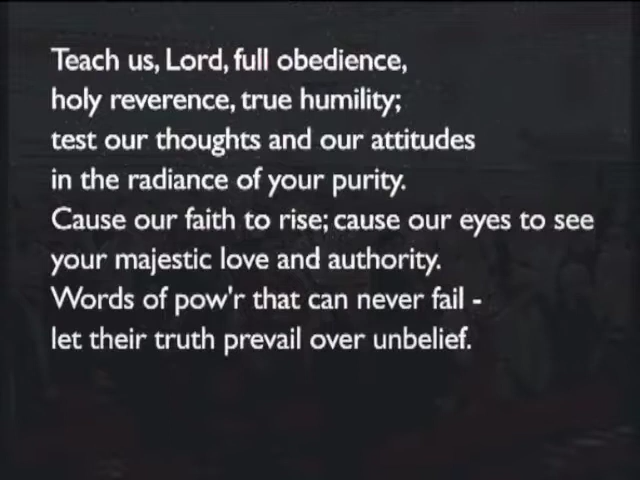 Teach us, Lord, full obedience,
holy reverence, true humility;
test our thoughts and our attitudes
in the radiance of your purity.
Cause our faith to rise; cause our eyes to see
your majestic love and authority.
Words of pow'r that can never fail -
let their truth prevail over unbelief.